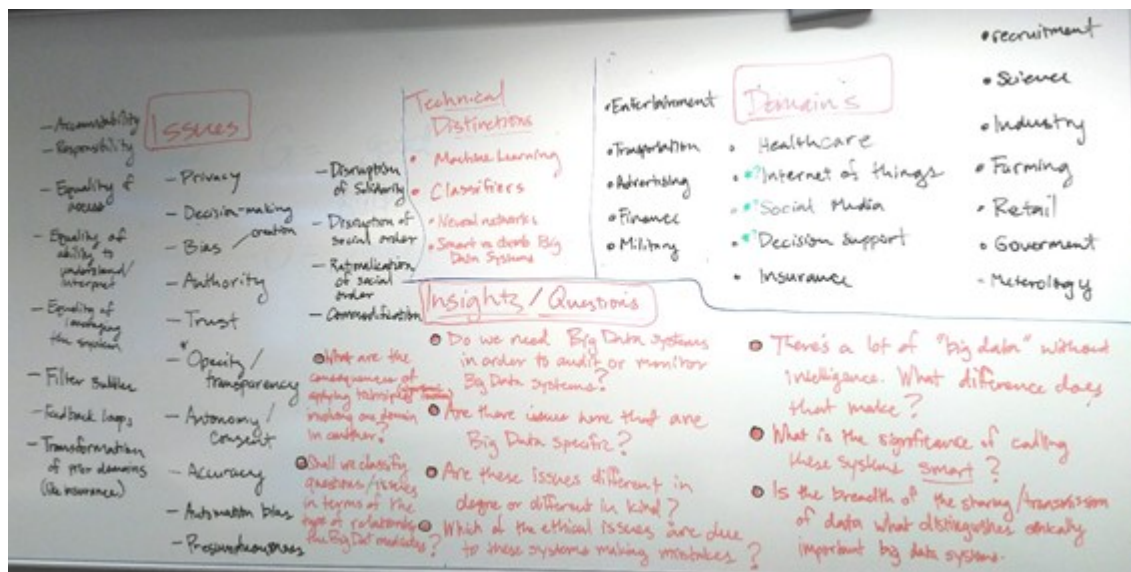 Issues
- Accountability
- Responsibility
- Equality of
access
- Equality of
ability to
understand/
interpret
- Equality of
the system
- Filter Bubble
- Feedback loops
- Transformation
of prior domains
(like insurance)
- Privacy
- Decision-making
creation
- Bias
- Authority
- Trust
-* Opacity/
transparency
- Autonomy/
Consent
- Accuracy
- Automation bias
- Disruption
of Solidarity
- Disruption of
social order
- Rationalication
of social
order
- Commodification
Technical
Distinctions
• Machine Learning
• Classifiers
• Neural networks
• Smart vs dumb Big
Data Systems
Domains
• Entertainment
• Transportation
• Advertising
• Finance
• Military
• Healthcare
• Internet of things
• Social Media
• Decision Support
• Insurance
• recruitment
• Science
• Industry
• Farming
• Retail
• Goverment
- Meterology
Insights / Questions
What are the
consequences of
applying
involving one domain
in another?
Shall we classify
questions/issues
in terms of the
type of relationship
the Big Dat mediates?
Do we need Big Data systems
in order to audit or monitor
Big Data systems?
Are there issue here that are
Big Data specific?
Are these issues different in
degree or different in kind?
Which of the ethical issues are due
to these systems making mistakes?
There's a lot of "big data" without
intelligence. What difference does
that make?
What is the significance of calling
these systems smart?
Is the breadth of the sharing/transmission
of data what distinguishes ethically
important big data systems.